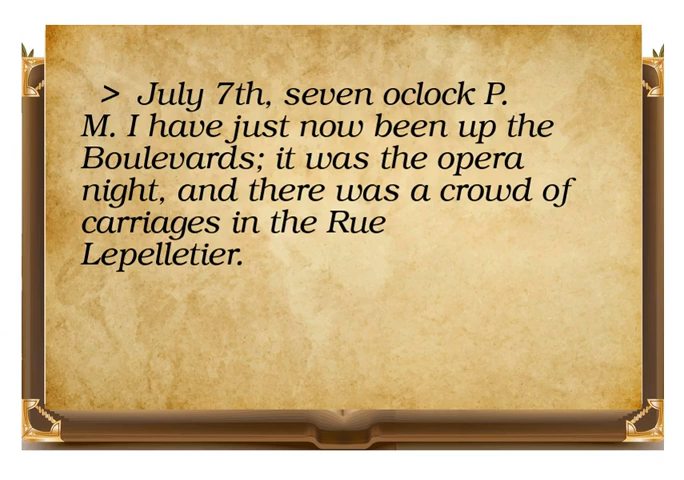 > July 7th, seven oclock P.
M. I have just now been up the
Boulevards; it was the opera
night, and there was a crowd of
carriages in the Rue
Lepelletier.